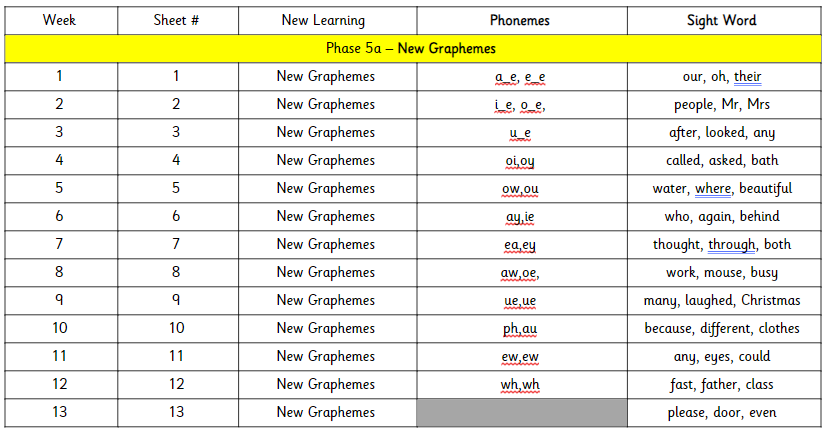 Week Sheet # New Learning Phonemes Sight Word
Phase 5a – New Graphemes
1 1 New Graphemes a_e, e_e our, oh, their
2 2 New Graphemes i_e, o_e, people, Mr, Mrs
3 3 New Graphemes u_e after, looked, any
4 4 New Graphemes oi,oy called, asked, bath
5 5 New Graphemes ow,ou water, where, beautiful
6 6 New Graphemes ay,ie who, again, behind
7 7 New Graphemes ea,ey thought, through, both
8 8 New Graphemes aw,oe, work, mouse, busy
9 9 New Graphemes ue,ue many, laughed, Christmas
10 10 New Graphemes ph,au because, different, clothes
11 11 New Graphemes ew,ew any, eyes, could
12 12 New Graphemes wh,wh fast, father, class
13 13 New Graphemes please, door, even